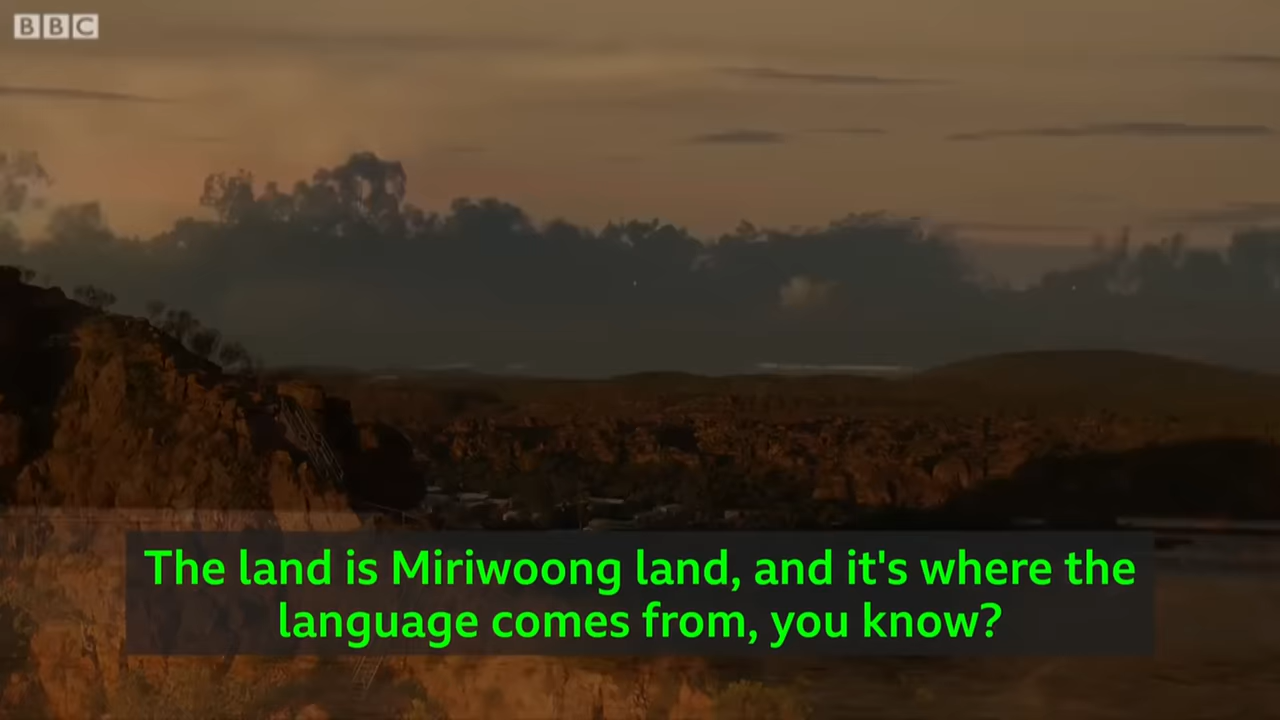 BBC
The land is Miriwoong land, and it's where the
language comes from, you know?